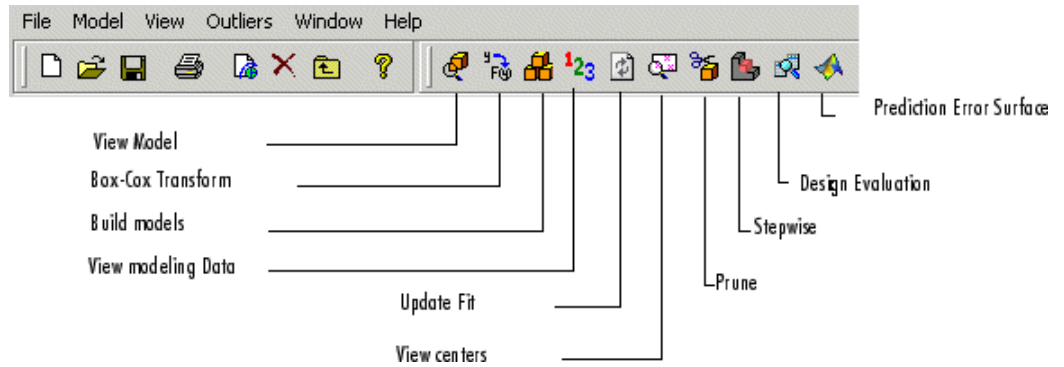 File Model View Outliers Window Help
y
F(y)
123
Prediction Error Surface
View Model
Box-Cox Transform
Design Evaluation
Build models
Stepwise
View modeling Data
Prune
Update Fit
View centers